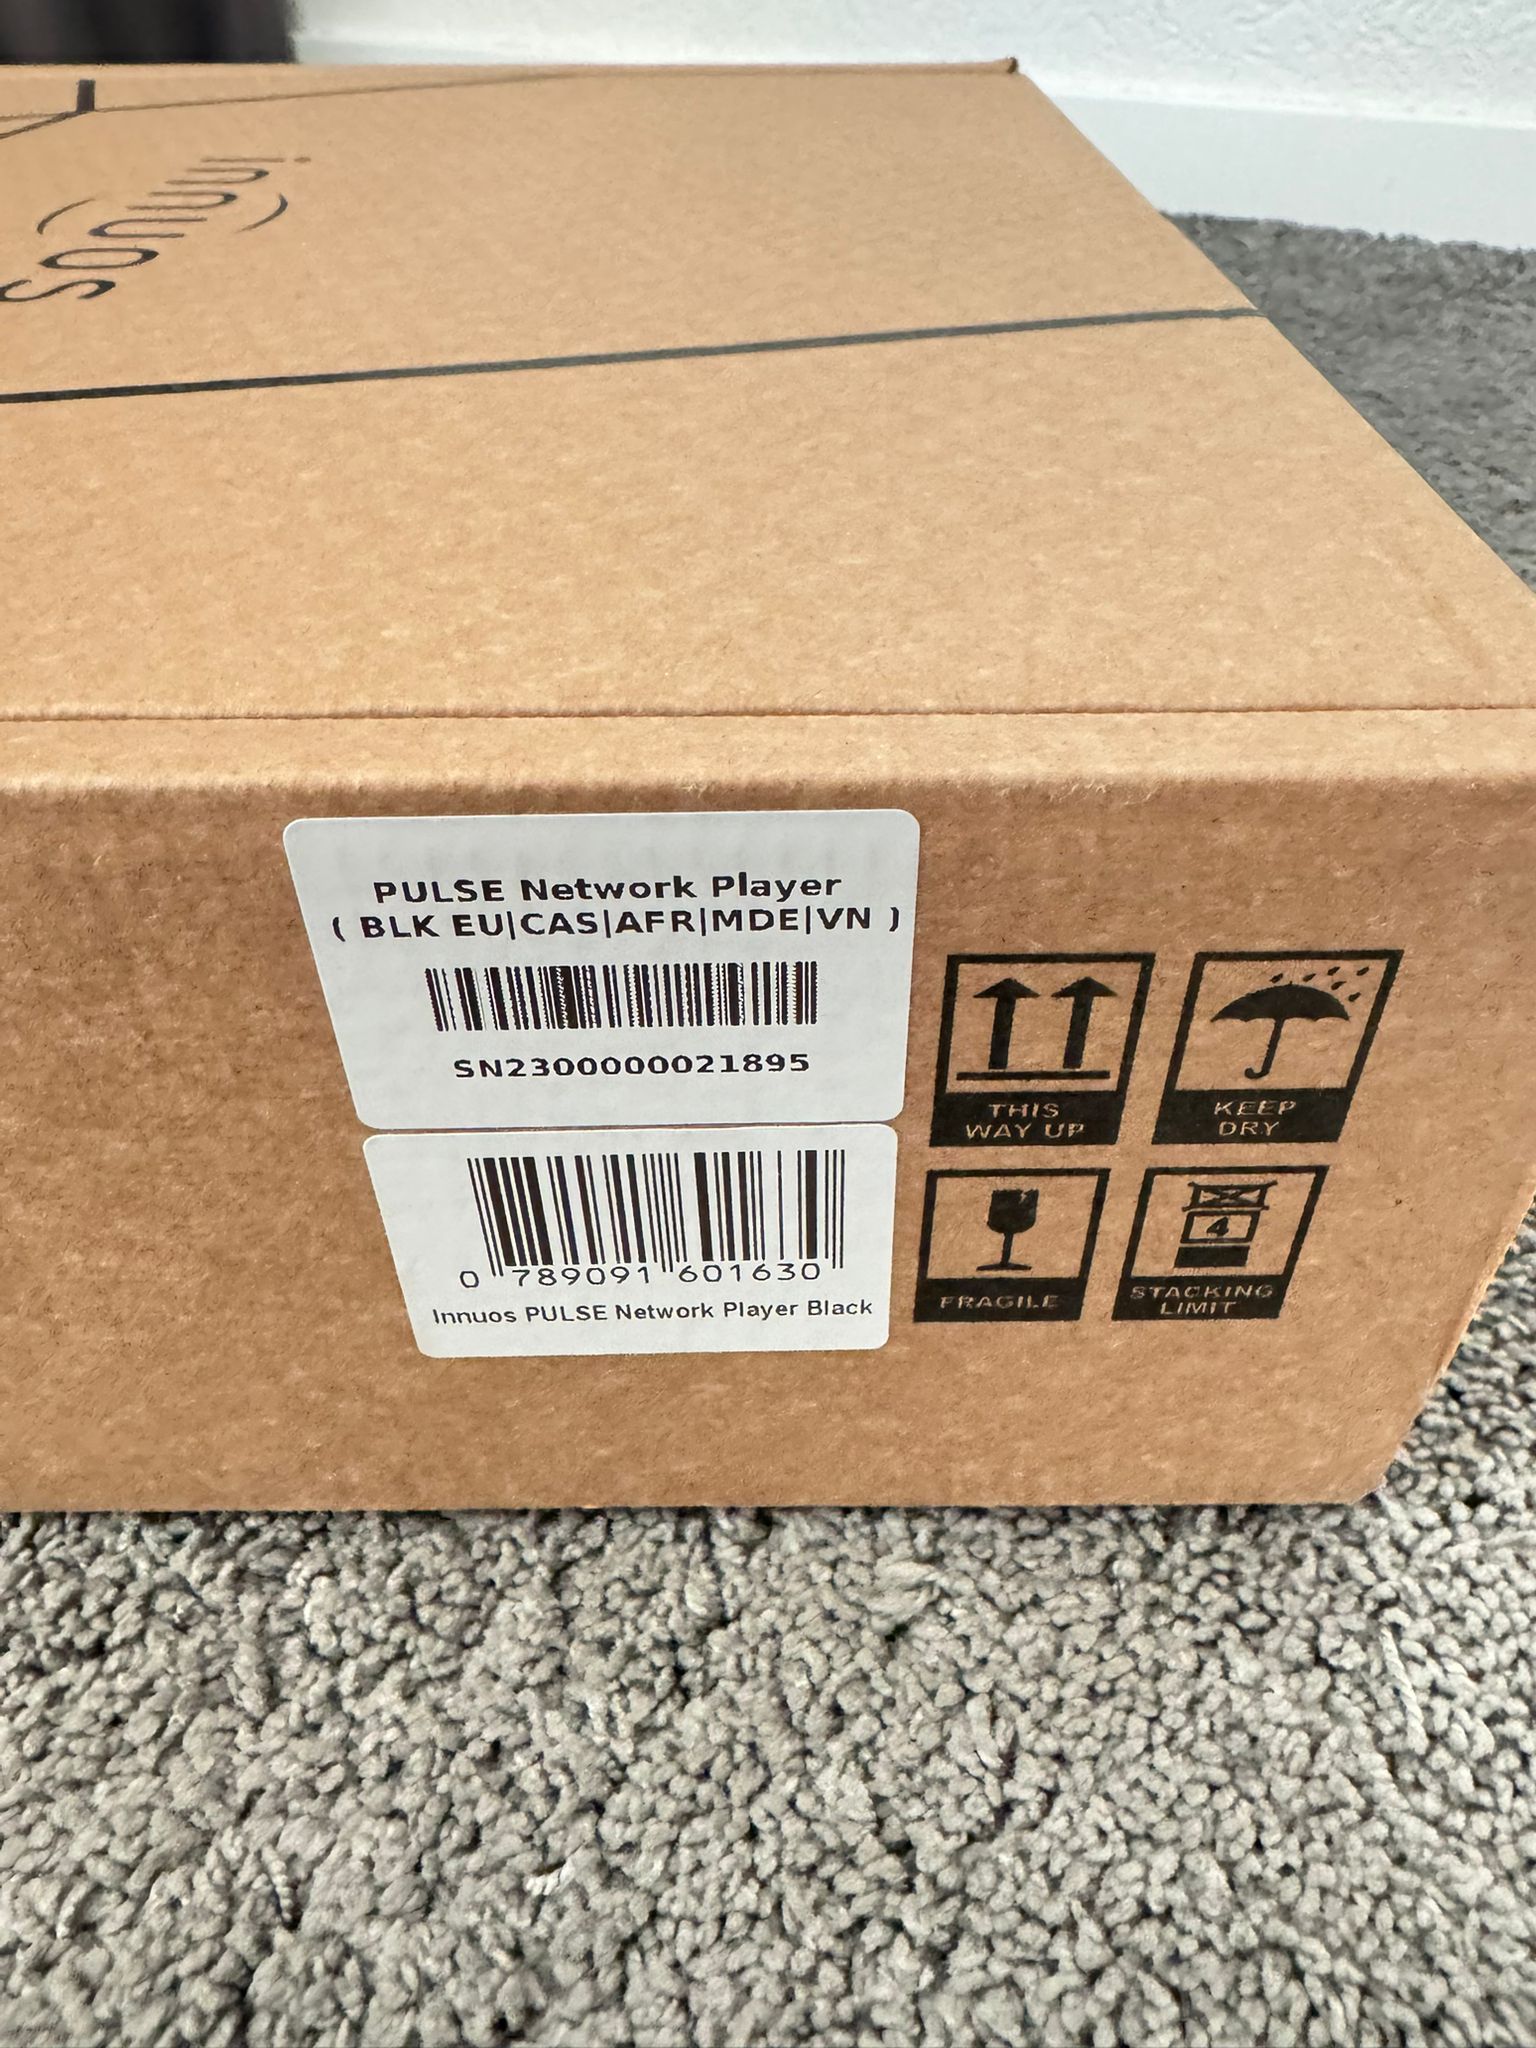 innuos
PULSE Network Player
( BLK EU|CAS|AFR|MDE|VN )
SN2300000021895
0 789091 601630
Innuos PULSE Network Player Black
THIS
WAY UP
KEEP
DRY
FRAGILE
4
STACKING
LIMIT